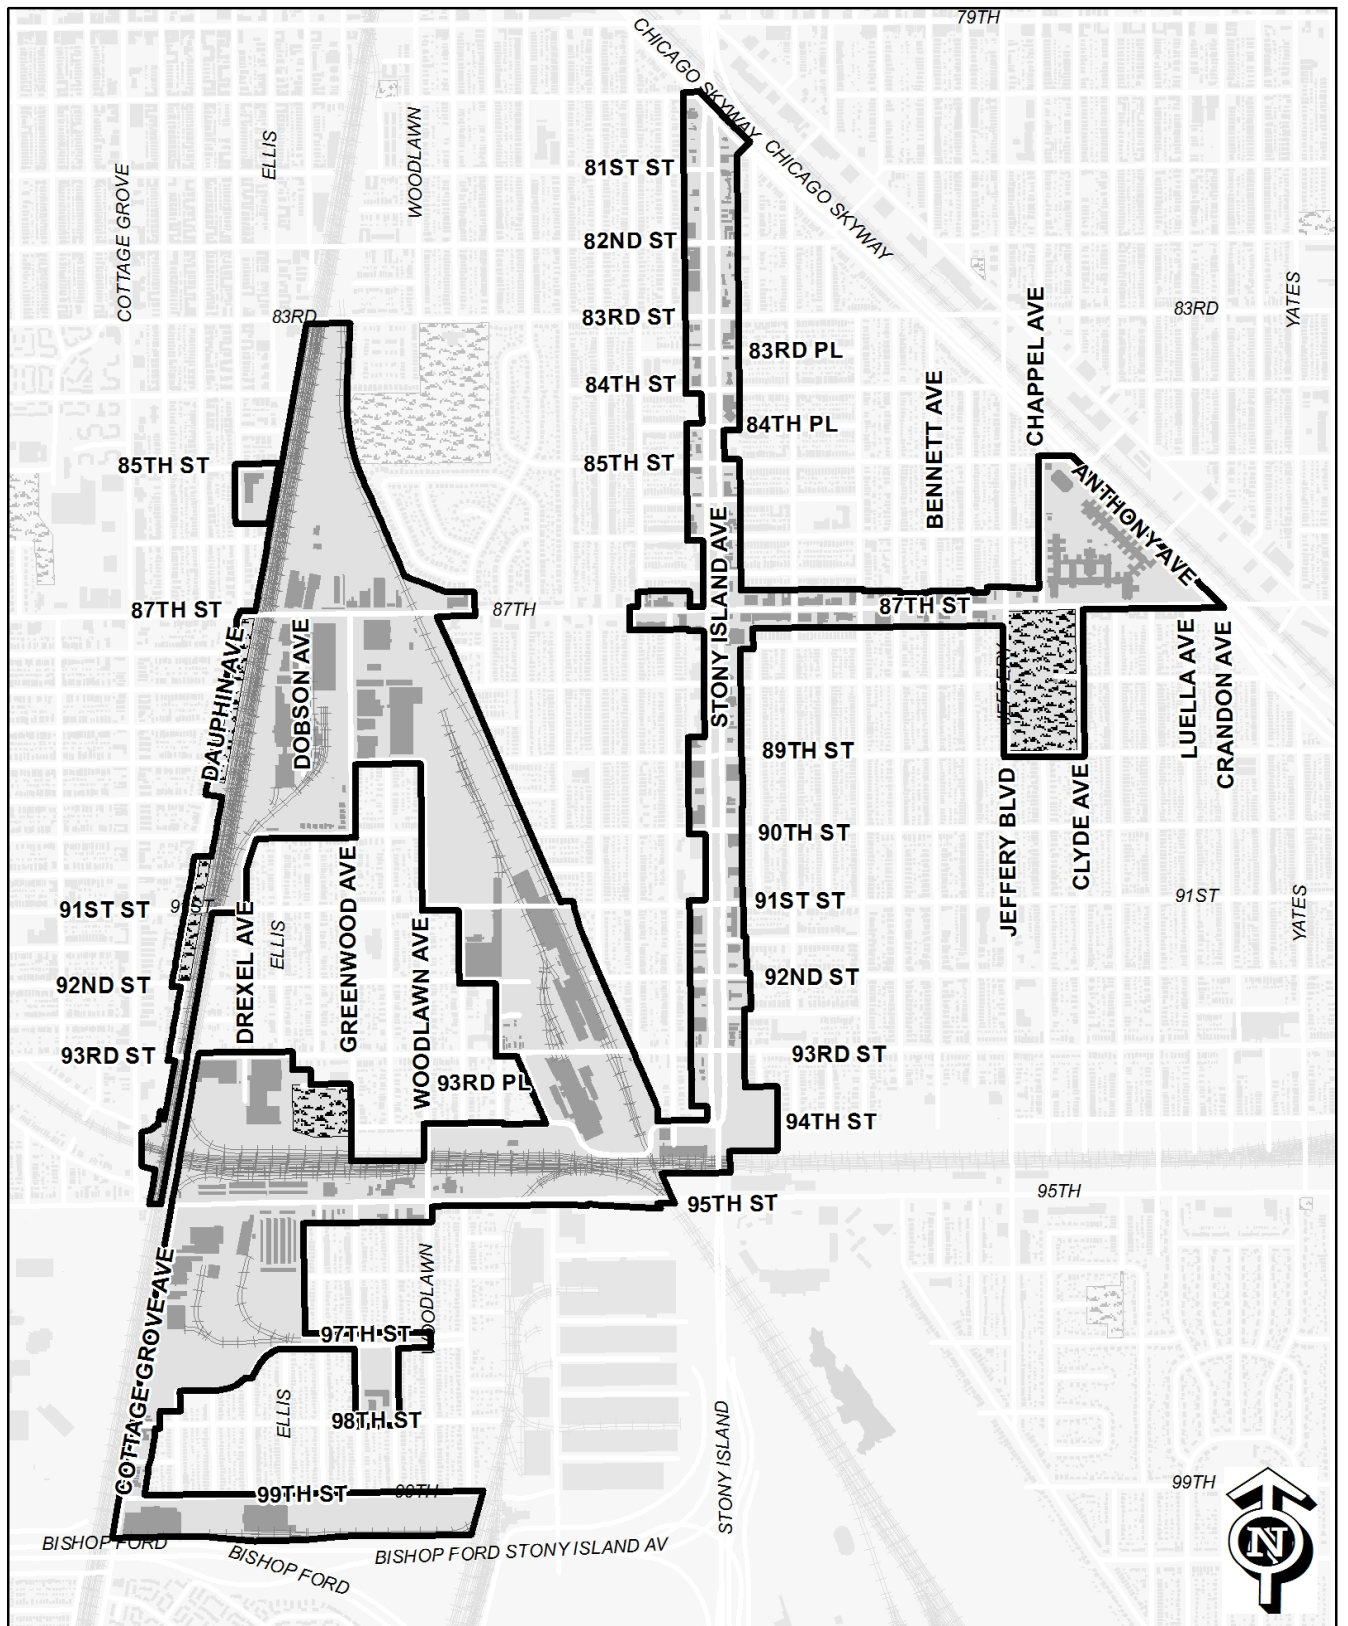 79TH
CHICAGO SKYWAY
CHICAGO SKYWAY
ELLIS
WOODLAWN
COTTAGE GROVE
81ST ST
82ND ST
83RD
83RD ST
83RD PL
84TH ST
84TH PL
85TH ST
85TH ST
BENNETT AVE
CHAPPEL AVE
83RD
YATES
ANTHONY AVE
STONY ISLAND AVE
87TH ST
87TH
87TH ST
DAUPHIN AVE
DOBSON AVE
JEFFERY
LUELLA AVE
CRANDON AVE
89TH ST
90TH ST
JEFFERY BLVD
CLYDE AVE
91ST ST
91ST
91ST ST
91ST
YATES
DREXEL AVE
ELLIS
GREENWOOD AVE
WOODLAWN AVE
92ND ST
92ND ST
93RD ST
93RD ST
93RD PL
94TH ST
95TH ST
95TH
COTTAGE GROVE AVE
WOODLAWN
97TH ST
ELLIS
98TH ST
STONY ISLAND
99TH ST
99TH
99TH
BISHOP FORD
BISHOP FORD
BISHOP FORD STONY ISLAND AV
N